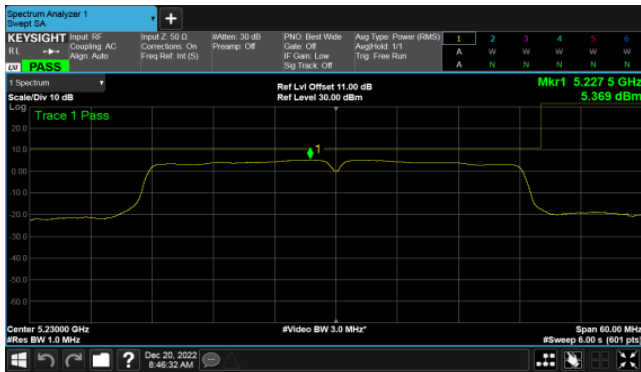 Spectrum Analyzer 1
Swept SA
+
KEYSIGHT
RL
Input: RF
Coupling: AC
Align: Auto
Input Z: 50 Ω
Corrections: On
Freq Ref: Int (S)
#Atten: 30 dB
Preamp: Off
PNO: Best Wide
Gate: Off
IF Gain: Low
Sig Track: Off
Avg Type: Power (RMS)
Avg|Hold: 1/1
Trig: Free Run
1 2 3 4 5 6
A W W W W W
A N N N N N
LXI PASS
1 Spectrum
Scale/Div 10 dB
Ref Lvl Offset 11.00 dB
Ref Level 30.00 dBm
Mkr1 5.227 5 GHz
5.369 dBm
Log
Trace 1 Pass
20.0
10.0
1
0.00
-10.0
-20.0
-30.0
-40.0
-50.0
-60.0
Center 5.23000 GHz
#Video BW 3.0 MHz*
Span 60.00 MHz
#Res BW 1.0 MHz
#Sweep 6.00 s (601 pts)
?
Dec 20, 2022
8:46:32 AM